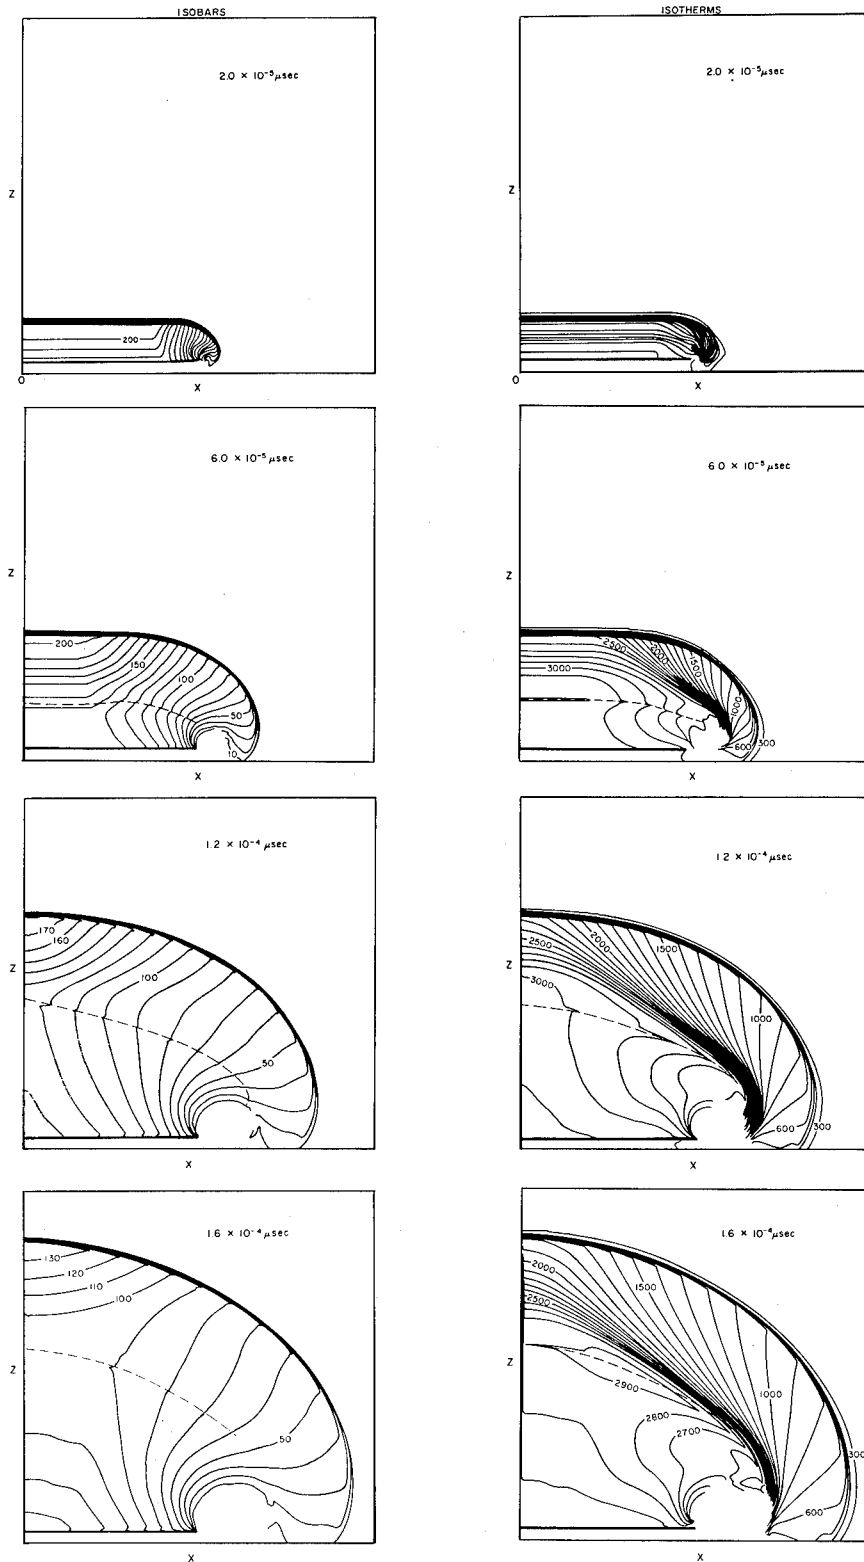 ISOBARS
ISOTHERMS
2.0 × 10⁻⁵ μsec
2.0 × 10⁻⁵ μsec
Z
Z
200
0
X
0
X
6.0 × 10⁻⁵ μsec
6.0 × 10⁻⁵ μsec
Z
Z
200
150
100
50
10
X
2500
2000
1500
3000
1000
600
300
X
1.2 × 10⁻⁴ μsec
1.2 × 10⁻⁴ μsec
Z
Z
170
160
100
50
X
2500
2000
1500
3000
1000
600
300
X
1.6 × 10⁻⁴ μsec
1.6 × 10⁻⁴ μsec
Z
Z
130
120
110
100
50
X
2000
1500
2500
2900
1000
2800
2700
300
600
X